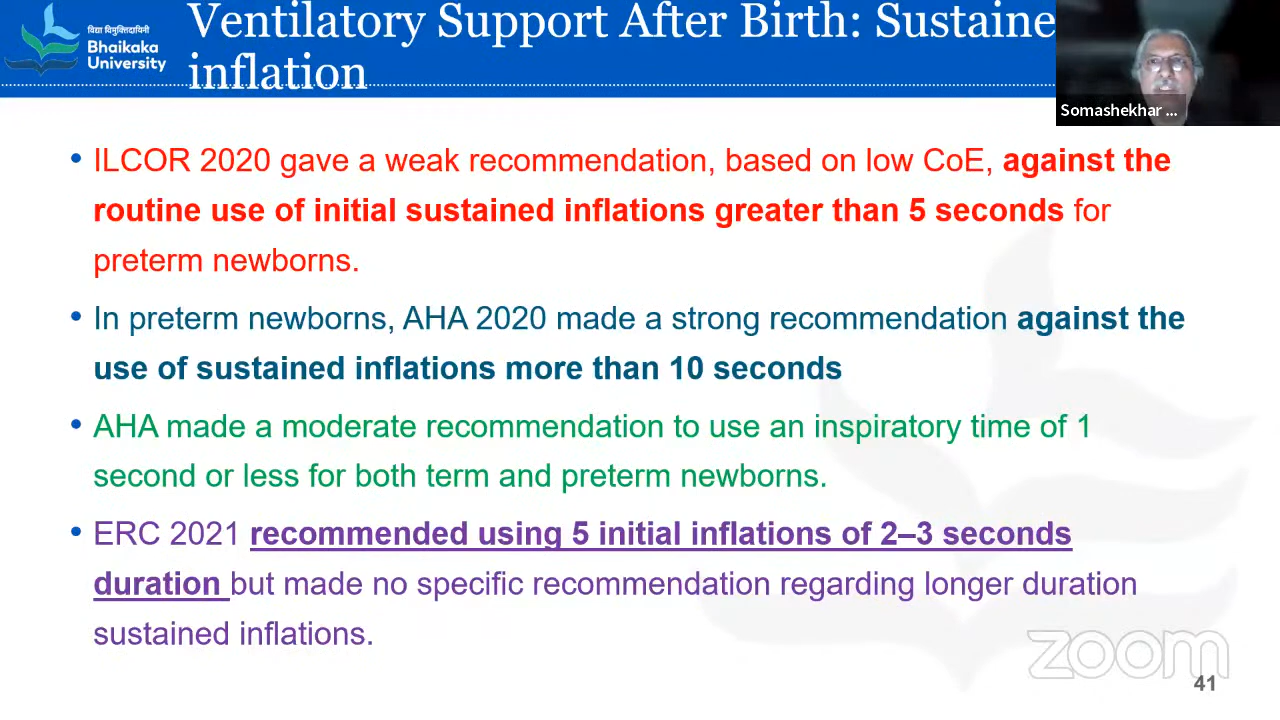 विद्या विमुक्तिदायिनी
Bhaikaka
University
Ventilatory Support After Birth: Sustaine
inflation
Somashekhar ...
• ILCOR 2020 gave a weak recommendation, based on low CoE, against the
routine use of initial sustained inflations greater than 5 seconds for
preterm newborns.
• In preterm newborns, AHA 2020 made a strong recommendation against the
use of sustained inflations more than 10 seconds
• AHA made a moderate recommendation to use an inspiratory time of 1
second or less for both term and preterm newborns.
• ERC 2021 recommended using 5 initial inflations of 2–3 seconds
duration but made no specific recommendation regarding longer duration
sustained inflations.
zoom
41